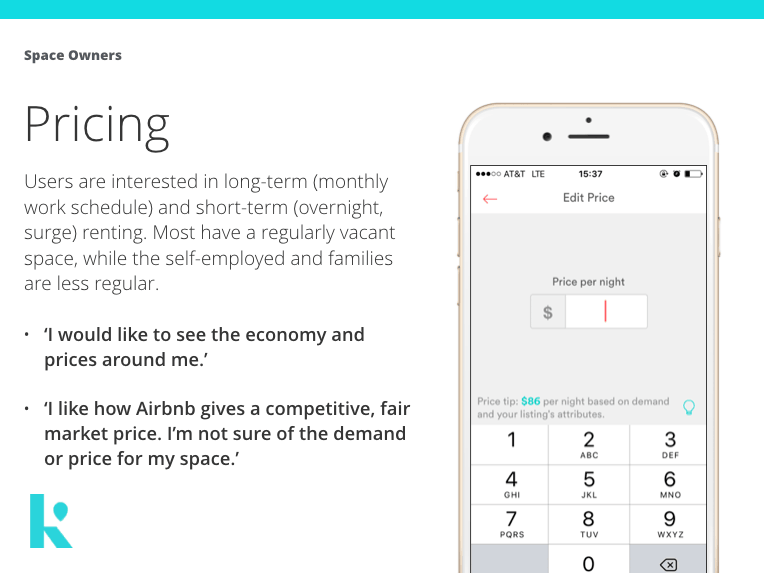 Space Owners
Pricing
Users are interested in long-term (monthly
work schedule) and short-term (overnight,
surge) renting. Most have a regularly vacant
space, while the self-employed and families
are less regular.
• ‘I would like to see the economy and
prices around me.’
• ‘I like how Airbnb gives a competitive, fair
market price. I’m not sure of the demand
or price for my space.’
AT&T LTE 15:37
Edit Price
Price per night
$
Price tip: $86 per night based on demand
and your listing's attributes.
1 2 3
ABC DEF
4 5 6
GHI JKL MNO
7 8 9
PQRS TUV WXYZ
0
k